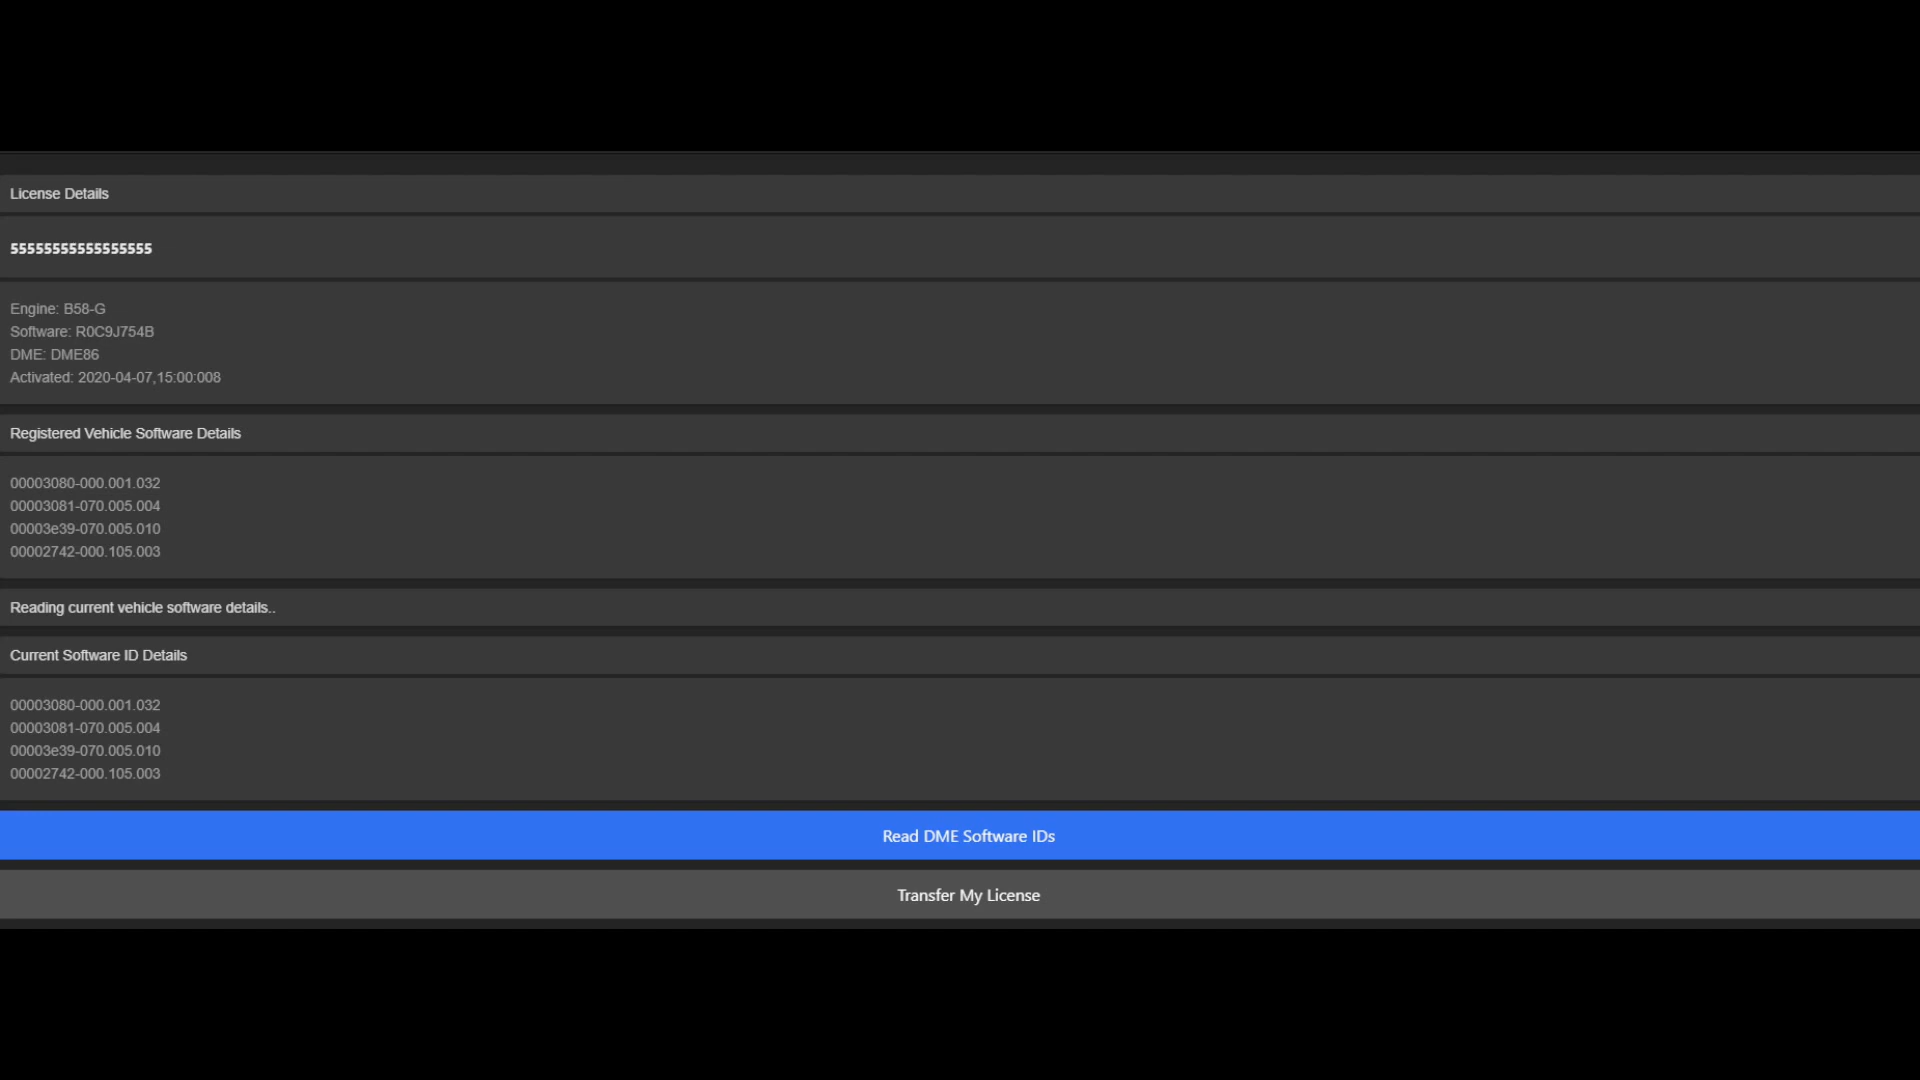 License Details
55555555555555555
Engine: B58-G
Software: R0C9J754B
DME: DME86
Activated: 2020-04-07,15:00:008
Registered Vehicle Software Details
00003080-000.001.032
00003081-070.005.004
00003e39-070.005.010
00002742-000.105.003
Reading current vehicle software details..
Current Software ID Details
00003080-000.001.032
00003081-070.005.004
00003e39-070.005.010
00002742-000.105.003
Read DME Software IDs
Transfer My License